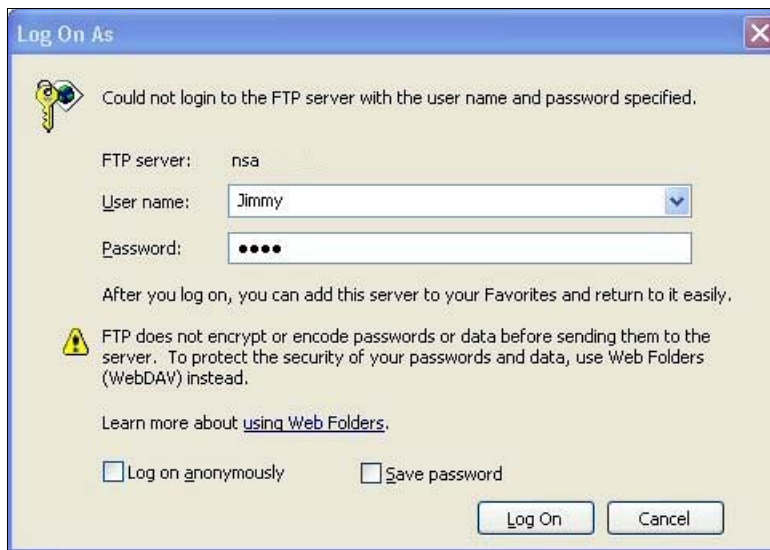 Log On As
Could not login to the FTP server with the user name and password specified.
FTP server: nsa
User name: Jimmy
Password: ●●●●
After you log on, you can add this server to your Favorites and return to it easily.
FTP does not encrypt or encode passwords or data before sending them to the
server. To protect the security of your passwords and data, use Web Folders
(WebDAV) instead.
Learn more about using Web Folders.
Log on anonymously Save password
Log On Cancel